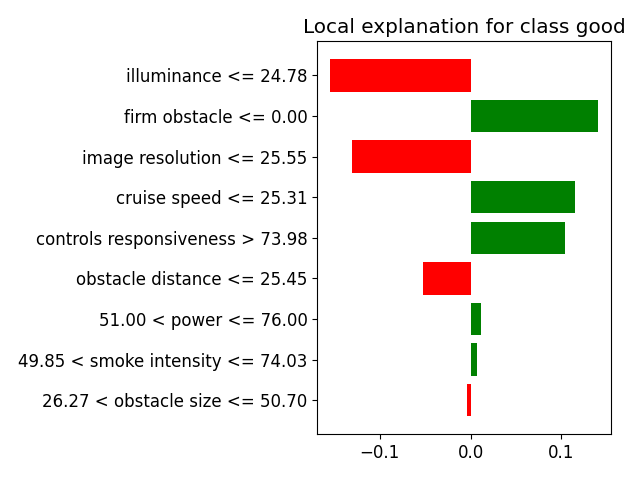 Local explanation for class good
illuminance <= 24.78
firm obstacle <= 0.00
image resolution <= 25.55
cruise speed <= 25.31
controls responsiveness > 73.98
obstacle distance <= 25.45
51.00 < power <= 76.00
49.85 < smoke intensity <= 74.03
26.27 < obstacle size <= 50.70
−0.1 0.0 0.1